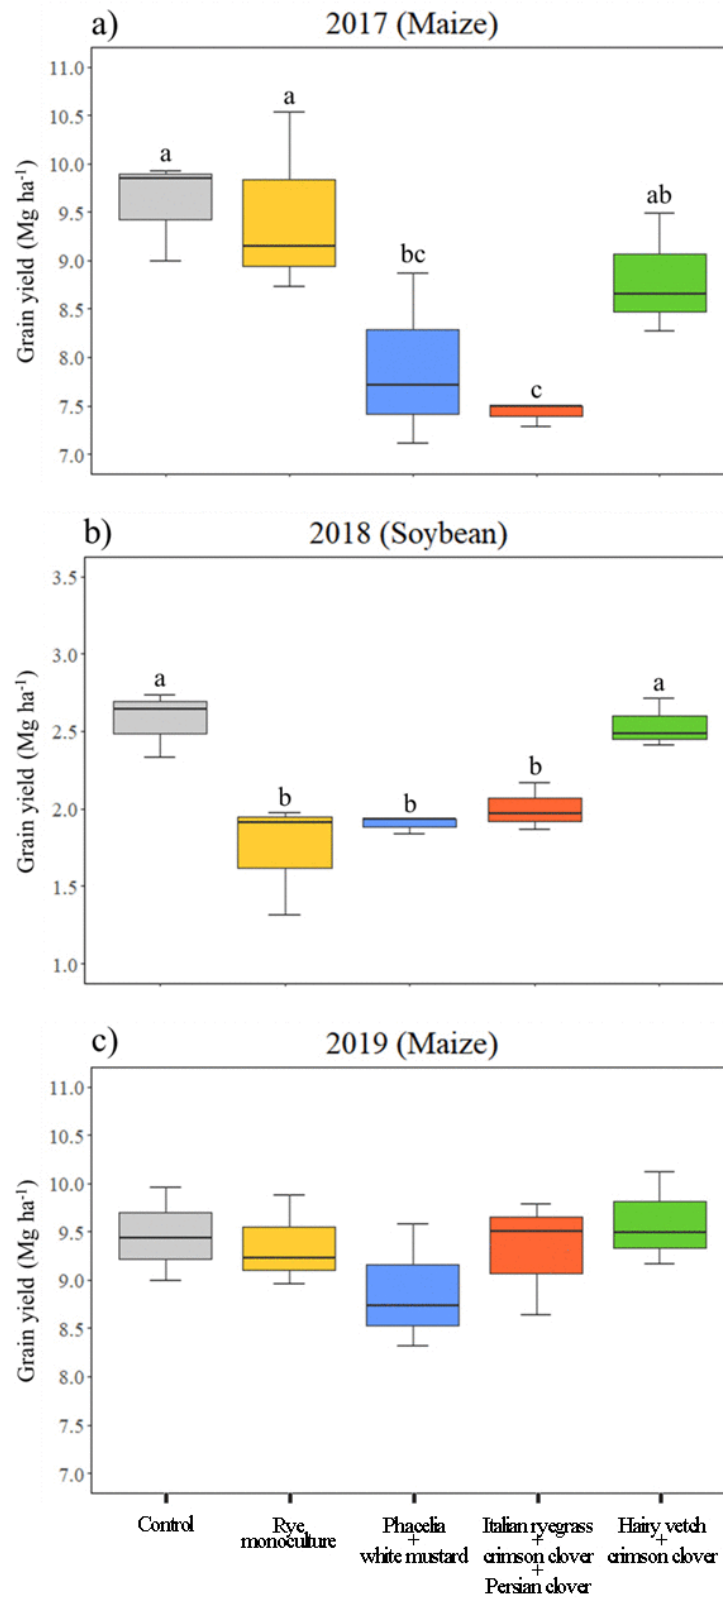 a) 2017 (Maize)
Grain yield (Mg ha-1)
11.0
10.5
10.0
9.5
9.0
8.5
8.0
7.5
7.0
a
a
bc
c
ab
b) 2018 (Soybean)
Grain yield (Mg ha-1)
3.5
3.0
2.5
2.0
1.5
1.0
a
b
b
b
a
c) 2019 (Maize)
Grain yield (Mg ha-1)
11.0
10.5
10.0
9.5
9.0
8.5
8.0
7.5
7.0
Control
Rye
monoculture
Phacelia
+
white mustard
Italian ryegrass
+
crimson clover
+
Persian clover
Hairy vetch
+
crimson clover